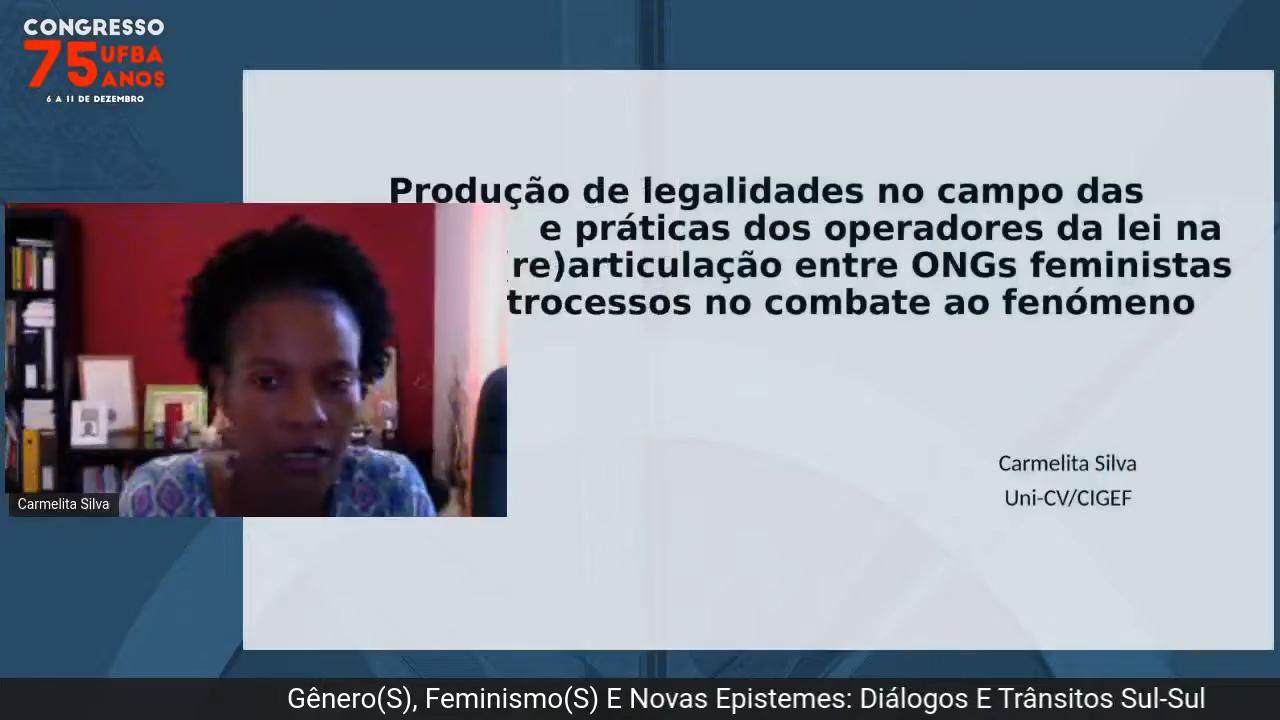 CONGRESSO
75 UFBA
ANOS
6 A 11 DE DEZEMBRO
Produção de legalidades no campo das
e práticas dos operadores da lei na
(re)articulação entre ONGs feministas
trocessos no combate ao fenómeno
Carmelita Silva
Uni-CV/CIGEF
Carmelita Silva
Gênero(S), Feminismo(S) E Novas Epistemes: Diálogos E Trânsitos Sul-Sul